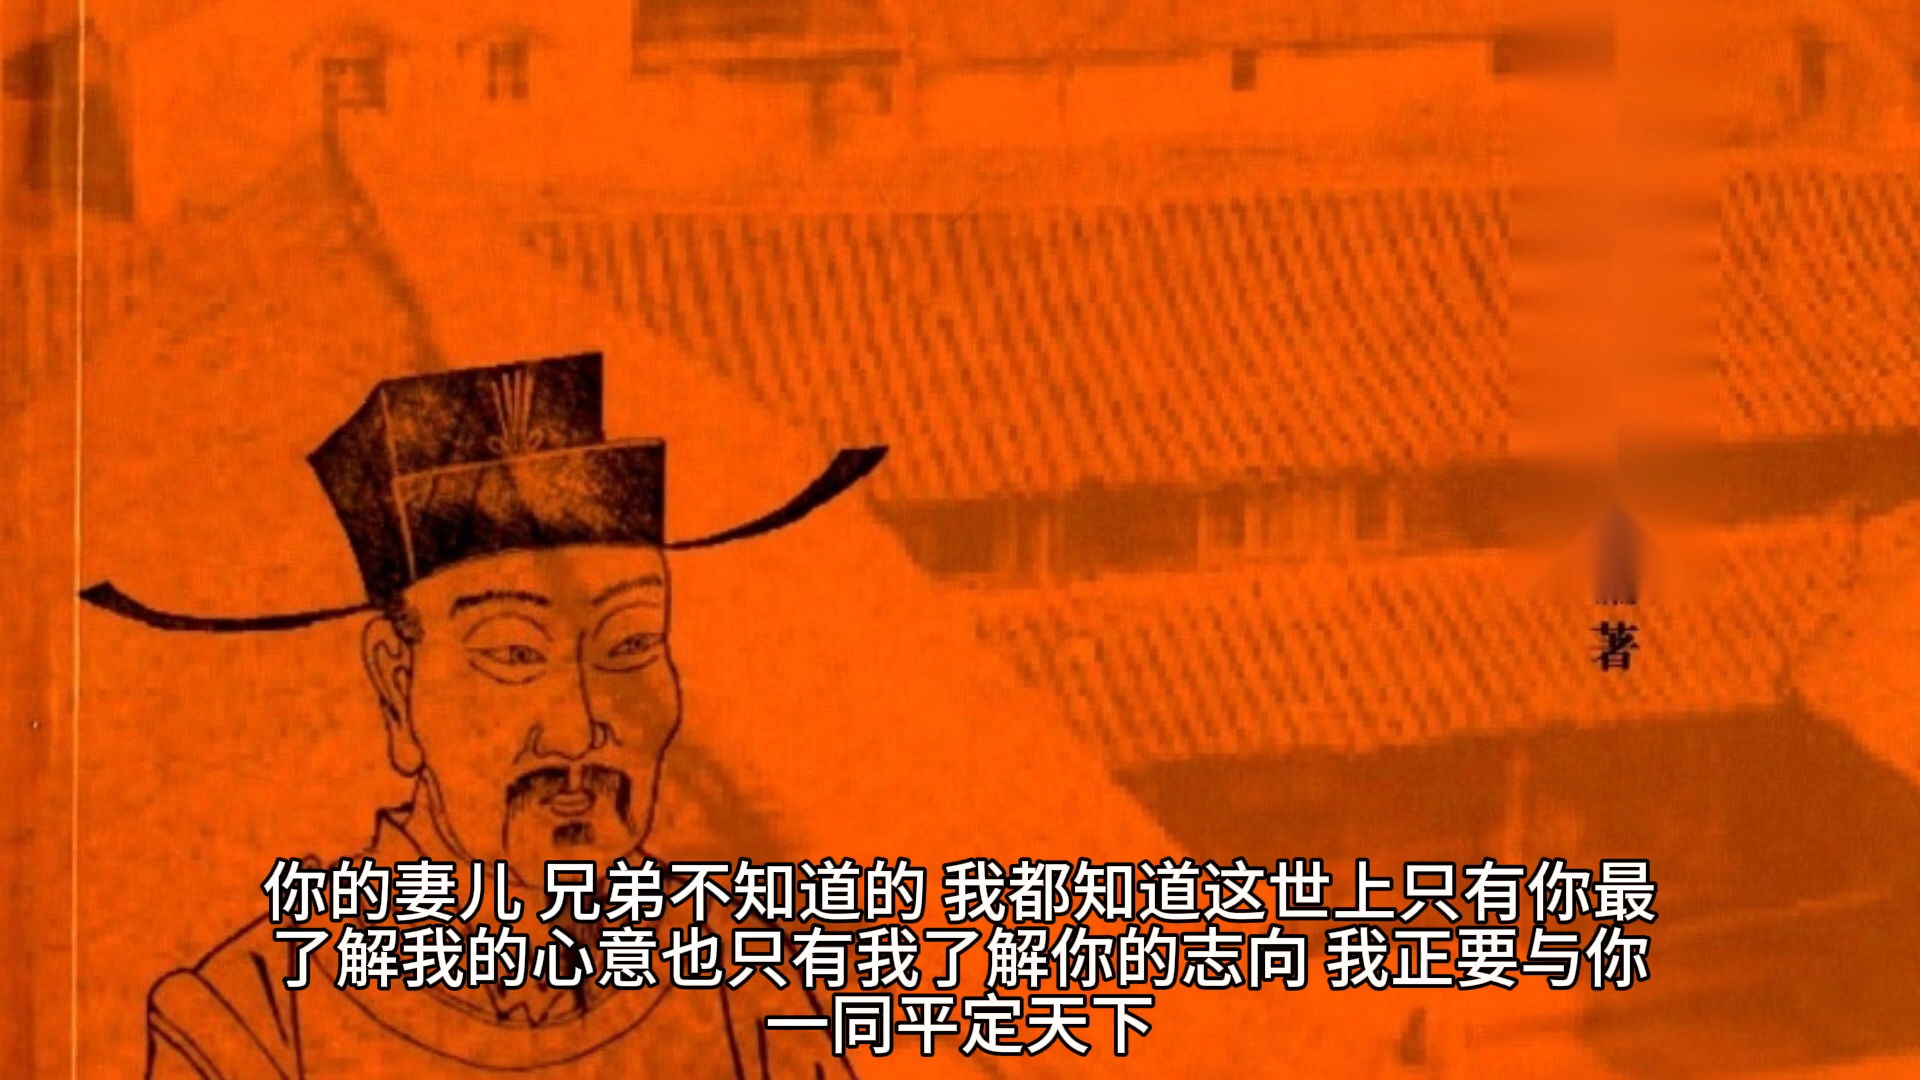 著
你的妻儿 兄弟不知道的 我都知道这世上只有你最
了解我的心意也只有我了解你的志向 我正要与你
一同平定天下